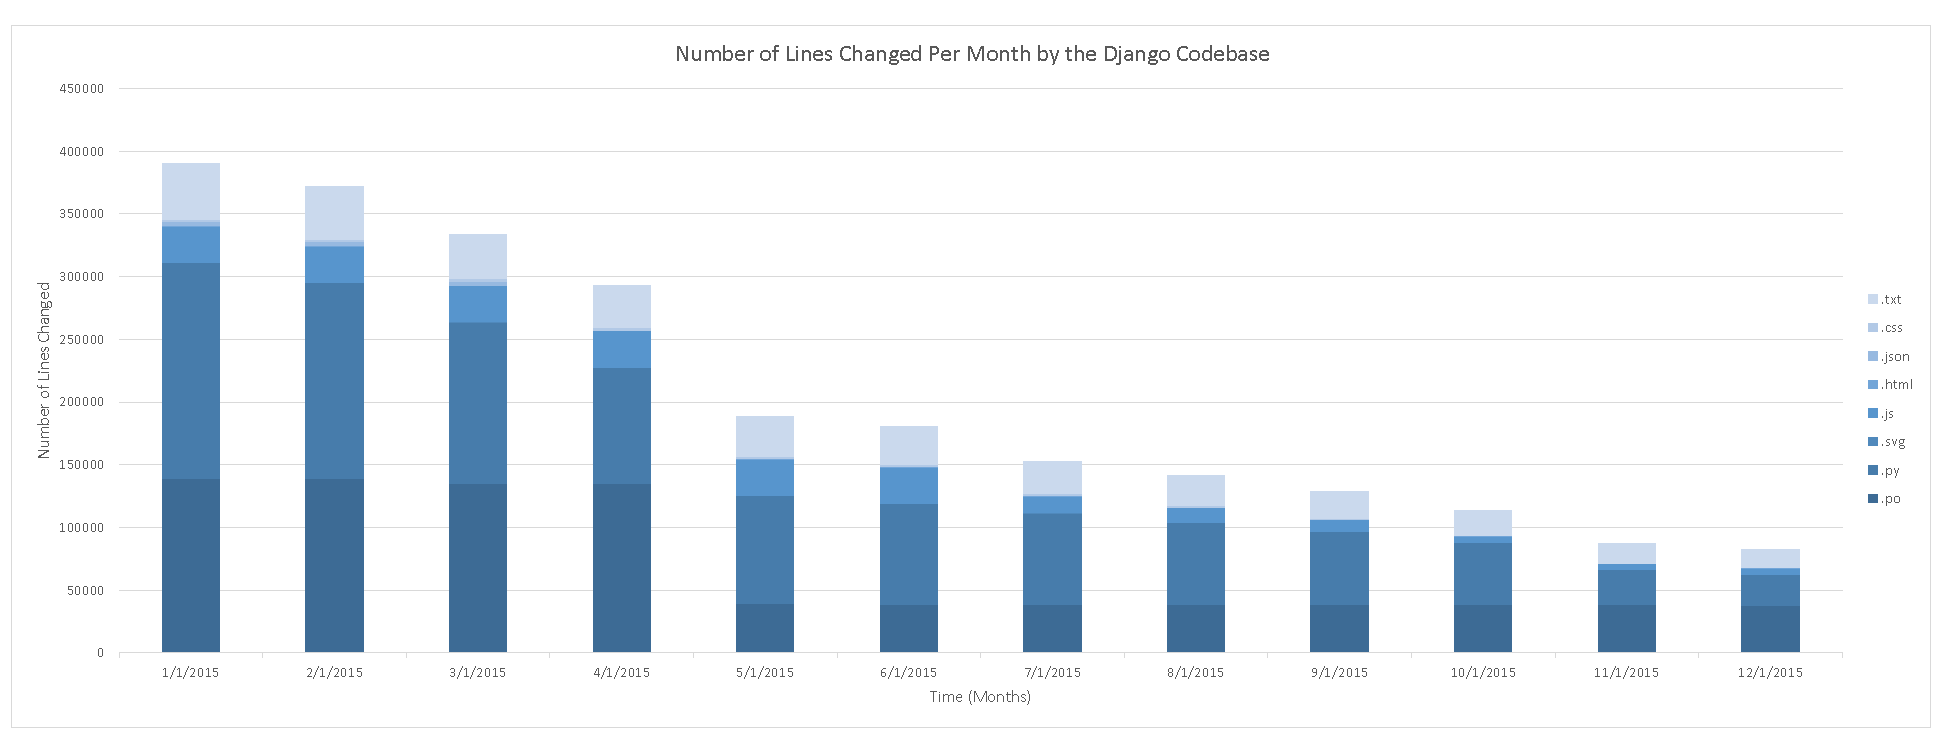 Number of Lines Changed Per Month by the Django Codebase
450000
400000
350000
300000
250000
200000
150000
100000
50000
0
Number of Lines Changed
1/1/2015
2/1/2015
3/1/2015
4/1/2015
5/1/2015
6/1/2015
7/1/2015
8/1/2015
9/1/2015
10/1/2015
11/1/2015
12/1/2015
Time (Months)
.txt
.css
.json
.html
.js
.svg
.py
.po